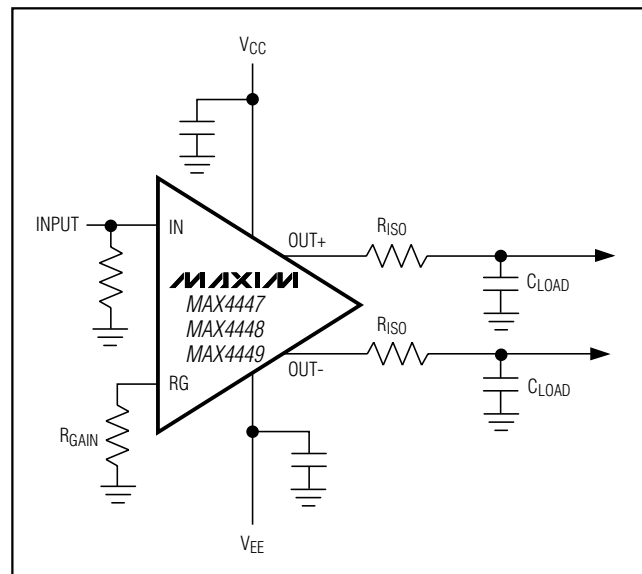 VCC
INPUT
IN
OUT+
RISO
CLOAD
MAXIM
MAX4447
MAX4448
MAX4449
RISO
OUT-
RG
CLOAD
RGAIN
VEE